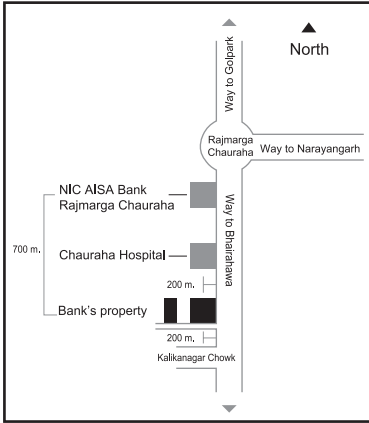 North
Way to Golpark
Rajmarga
Chauraha
Way to Narayangarh
NIC AISA Bank
Rajmarga Chauraha
Way to Bhairahawa
700 m.
Chauraha Hospital
200 m.
Bank's property
200 m.
Kalikanagar Chowk